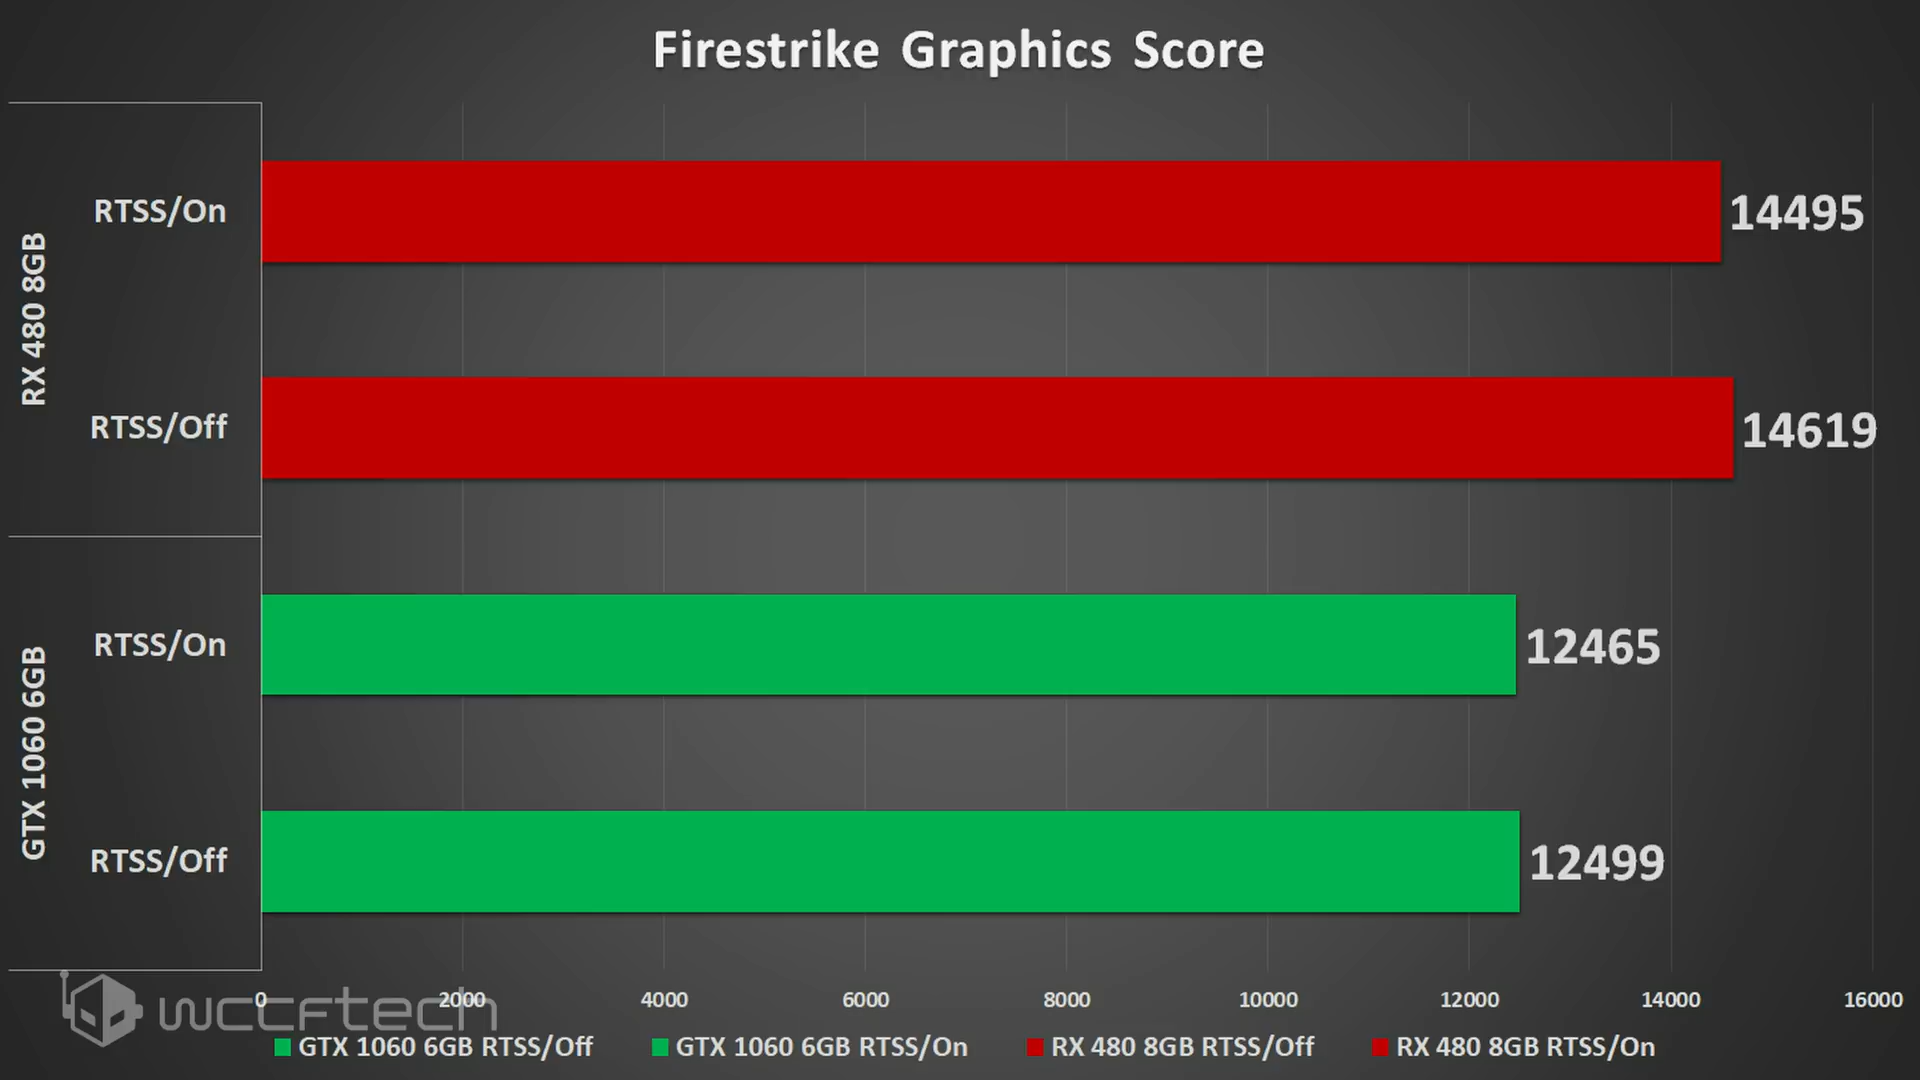 Firestrike Graphics Score
RX 480 8GB
RTSS/On
14495
RTSS/Off
14619
GTX 1060 6GB
RTSS/On
12465
RTSS/Off
12499
0 2000 4000 6000 8000 10000 12000 14000 16000
wccftech
GTX 1060 6GB RTSS/Off GTX 1060 6GB RTSS/On RX 480 8GB RTSS/Off RX 480 8GB RTSS/On